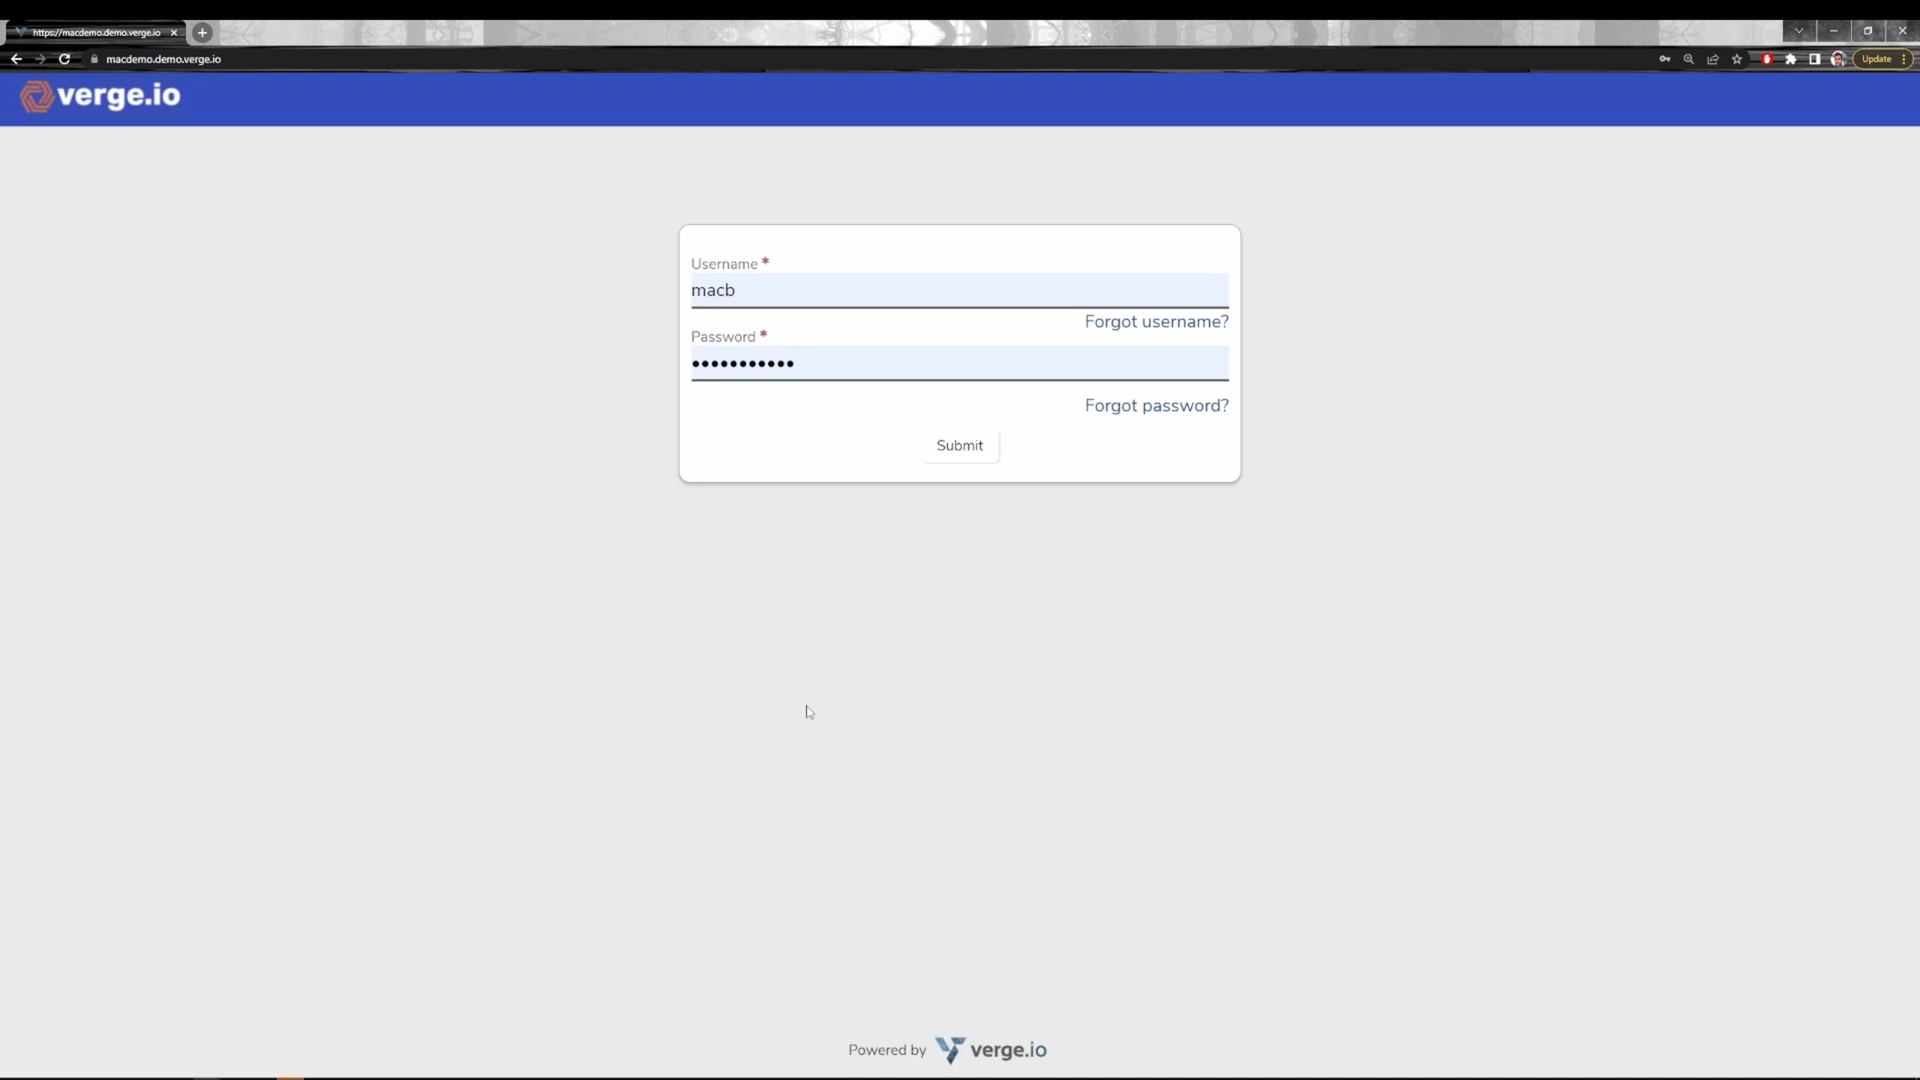 https://macdemo.demo.verge.io
macdemo.demo.verge.io
Update
verge.io
Username *
macb
Forgot username?
Password *
•••••••••••
Forgot password?
Submit
Powered by verge.io